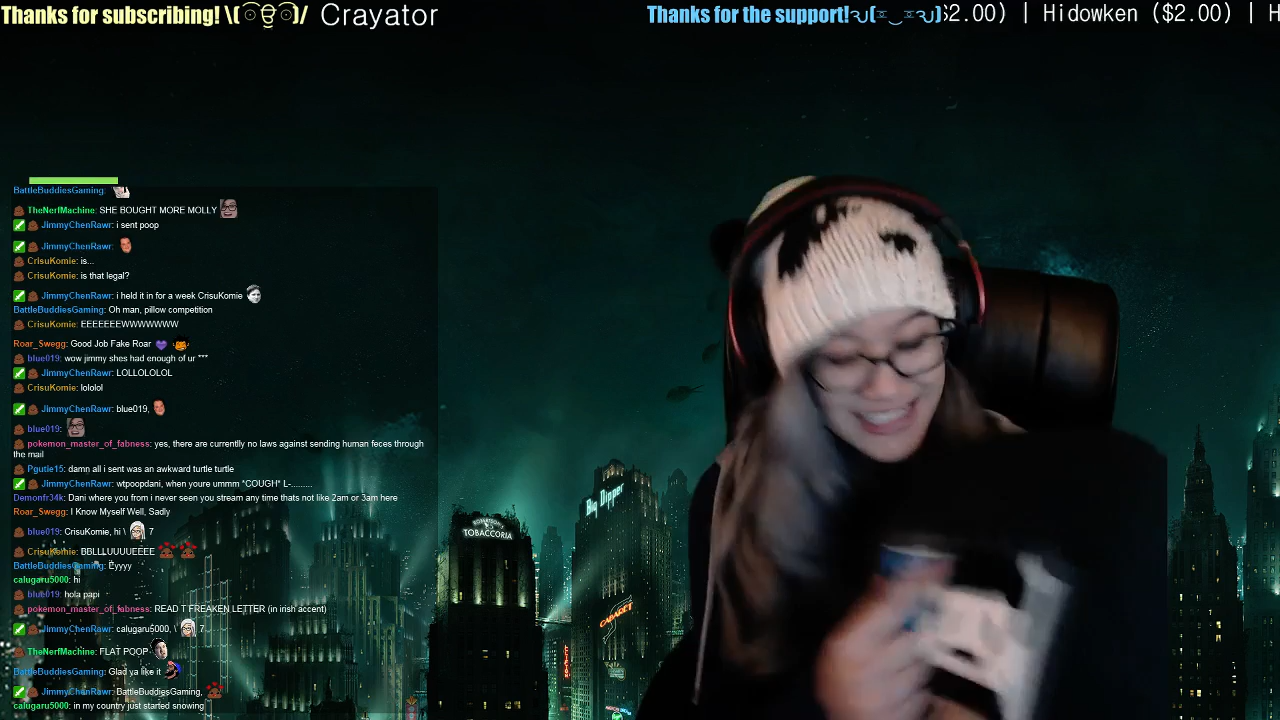 Thanks for subscribing! \( ͡ಠ ͜ʖ ͡ಠ)/ Crayator
Thanks for the support! $2.00) | Hidowken ($2.00) | H
BattleBuddiesGaming:
TheNerfMachine: SHE BOUGHT MORE MOLLY
JimmyChenRawr: i sent poop
JimmyChenRawr:
CrisuKomie: is...
CrisuKomie: is that legal?
JimmyChenRawr: i held it in for a week CrisuKomie
BattleBuddiesGaming: Oh man, pillow competition
CrisuKomie: EEEEEEEWWWWWWW
Roar_Swegg: Good Job Fake Roar
blue019: wow jimmy shes had enough of ur ***
JimmyChenRawr: LOLLOLOLOL
CrisuKomie: lololol
JimmyChenRawr: blue019,
blue019:
pokemon_master_of_fabness: yes, there are currently no laws against sending human feces through
the mail
Pgutie15: damn all i sent was an awkward turtle turtle
JimmyChenRawr: wtpoopdani, when youre ummm *COUGH* L-........
Demonfr34k: Dani where you from i never seen you stream any time thats not like 2am or 3am here
Roar_Swegg: I Know Myself Well, Sadly
blue019: CrisuKomie, hi \ 7
CrisuKomie: BBLLLUUUUEEEE
BattleBuddiesGaming: Eyyyy
calugaru5000: hi
blue019: hola papi
pokemon_master_of_fabness: READ T FREAKEN LETTER (in irish accent)
JimmyChenRawr: calugaru5000, \ 7
TheNerfMachine: FLAT POOP
BattleBuddiesGaming: Glad ya like it
JimmyChenRawr: BattleBuddiesGaming,
calugaru5000: in my country just started snowing
Big Dipper
ROBERTSON'S
TOBACCORIA
CABARET